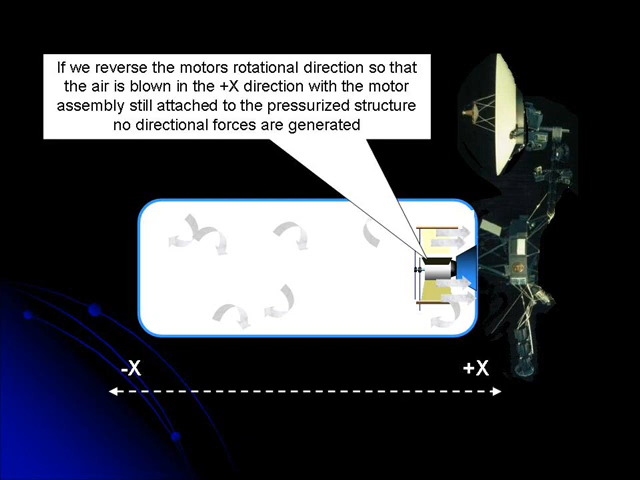 If we reverse the motors rotational direction so that
the air is blown in the +X direction with the motor
assembly still attached to the pressurized structure
no directional forces are generated
-X
+X